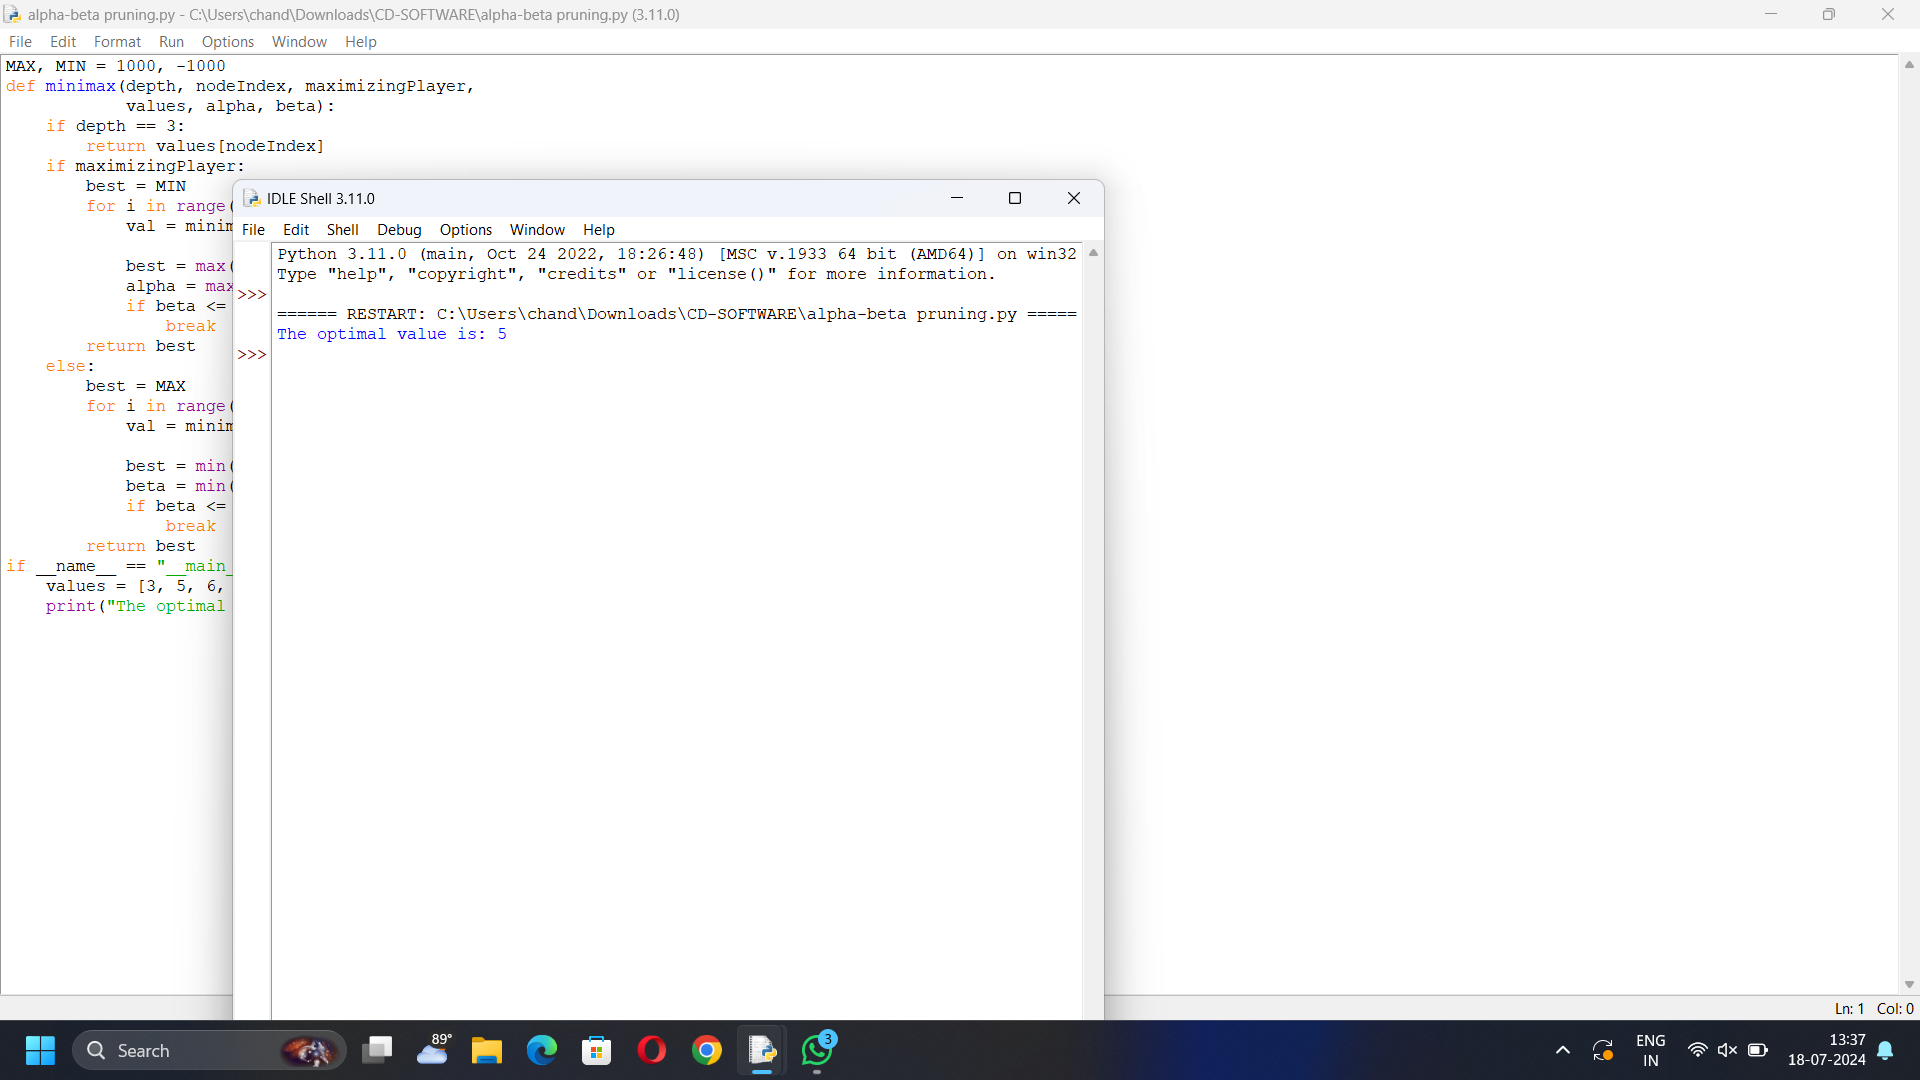 alpha-beta pruning.py - C:\Users\chand\Downloads\CD-SOFTWARE\alpha-beta pruning.py (3.11.0)
File Edit Format Run Options Window Help
MAX, MIN = 1000, -1000
def minimax(depth, nodeIndex, maximizingPlayer,
            values, alpha, beta):
    if depth == 3:
        return values[nodeIndex]
    if maximizingPlayer:
        best = MIN
        for i in range(
            val = minim
            best = max(
            alpha = max
            if beta <=
                break
        return best
    else:
        best = MAX
        for i in range(
            val = minim
            best = min(
            beta = min(
            if beta <=
                break
        return best
if __name__ == "__main_
    values = [3, 5, 6,
    print("The optimal
IDLE Shell 3.11.0
File Edit Shell Debug Options Window Help
Python 3.11.0 (main, Oct 24 2022, 18:26:48) [MSC v.1933 64 bit (AMD64)] on win32
Type "help", "copyright", "credits" or "license()" for more information.
>>>
====== RESTART: C:\Users\chand\Downloads\CD-SOFTWARE\alpha-beta pruning.py =====
The optimal value is: 5
>>>
Ln: 1 Col: 0
Search
89°
3
ENG
IN
13:37
18-07-2024